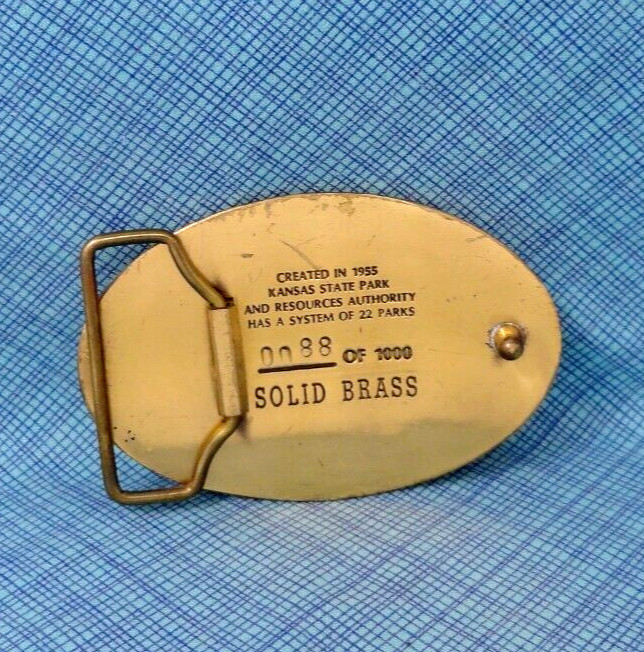 CREATED IN 1955
KANSAS STATE PARK
AND RESOURCES AUTHORITY
HAS A SYSTEM OF 22 PARKS
0088 OF 1000
SOLID BRASS